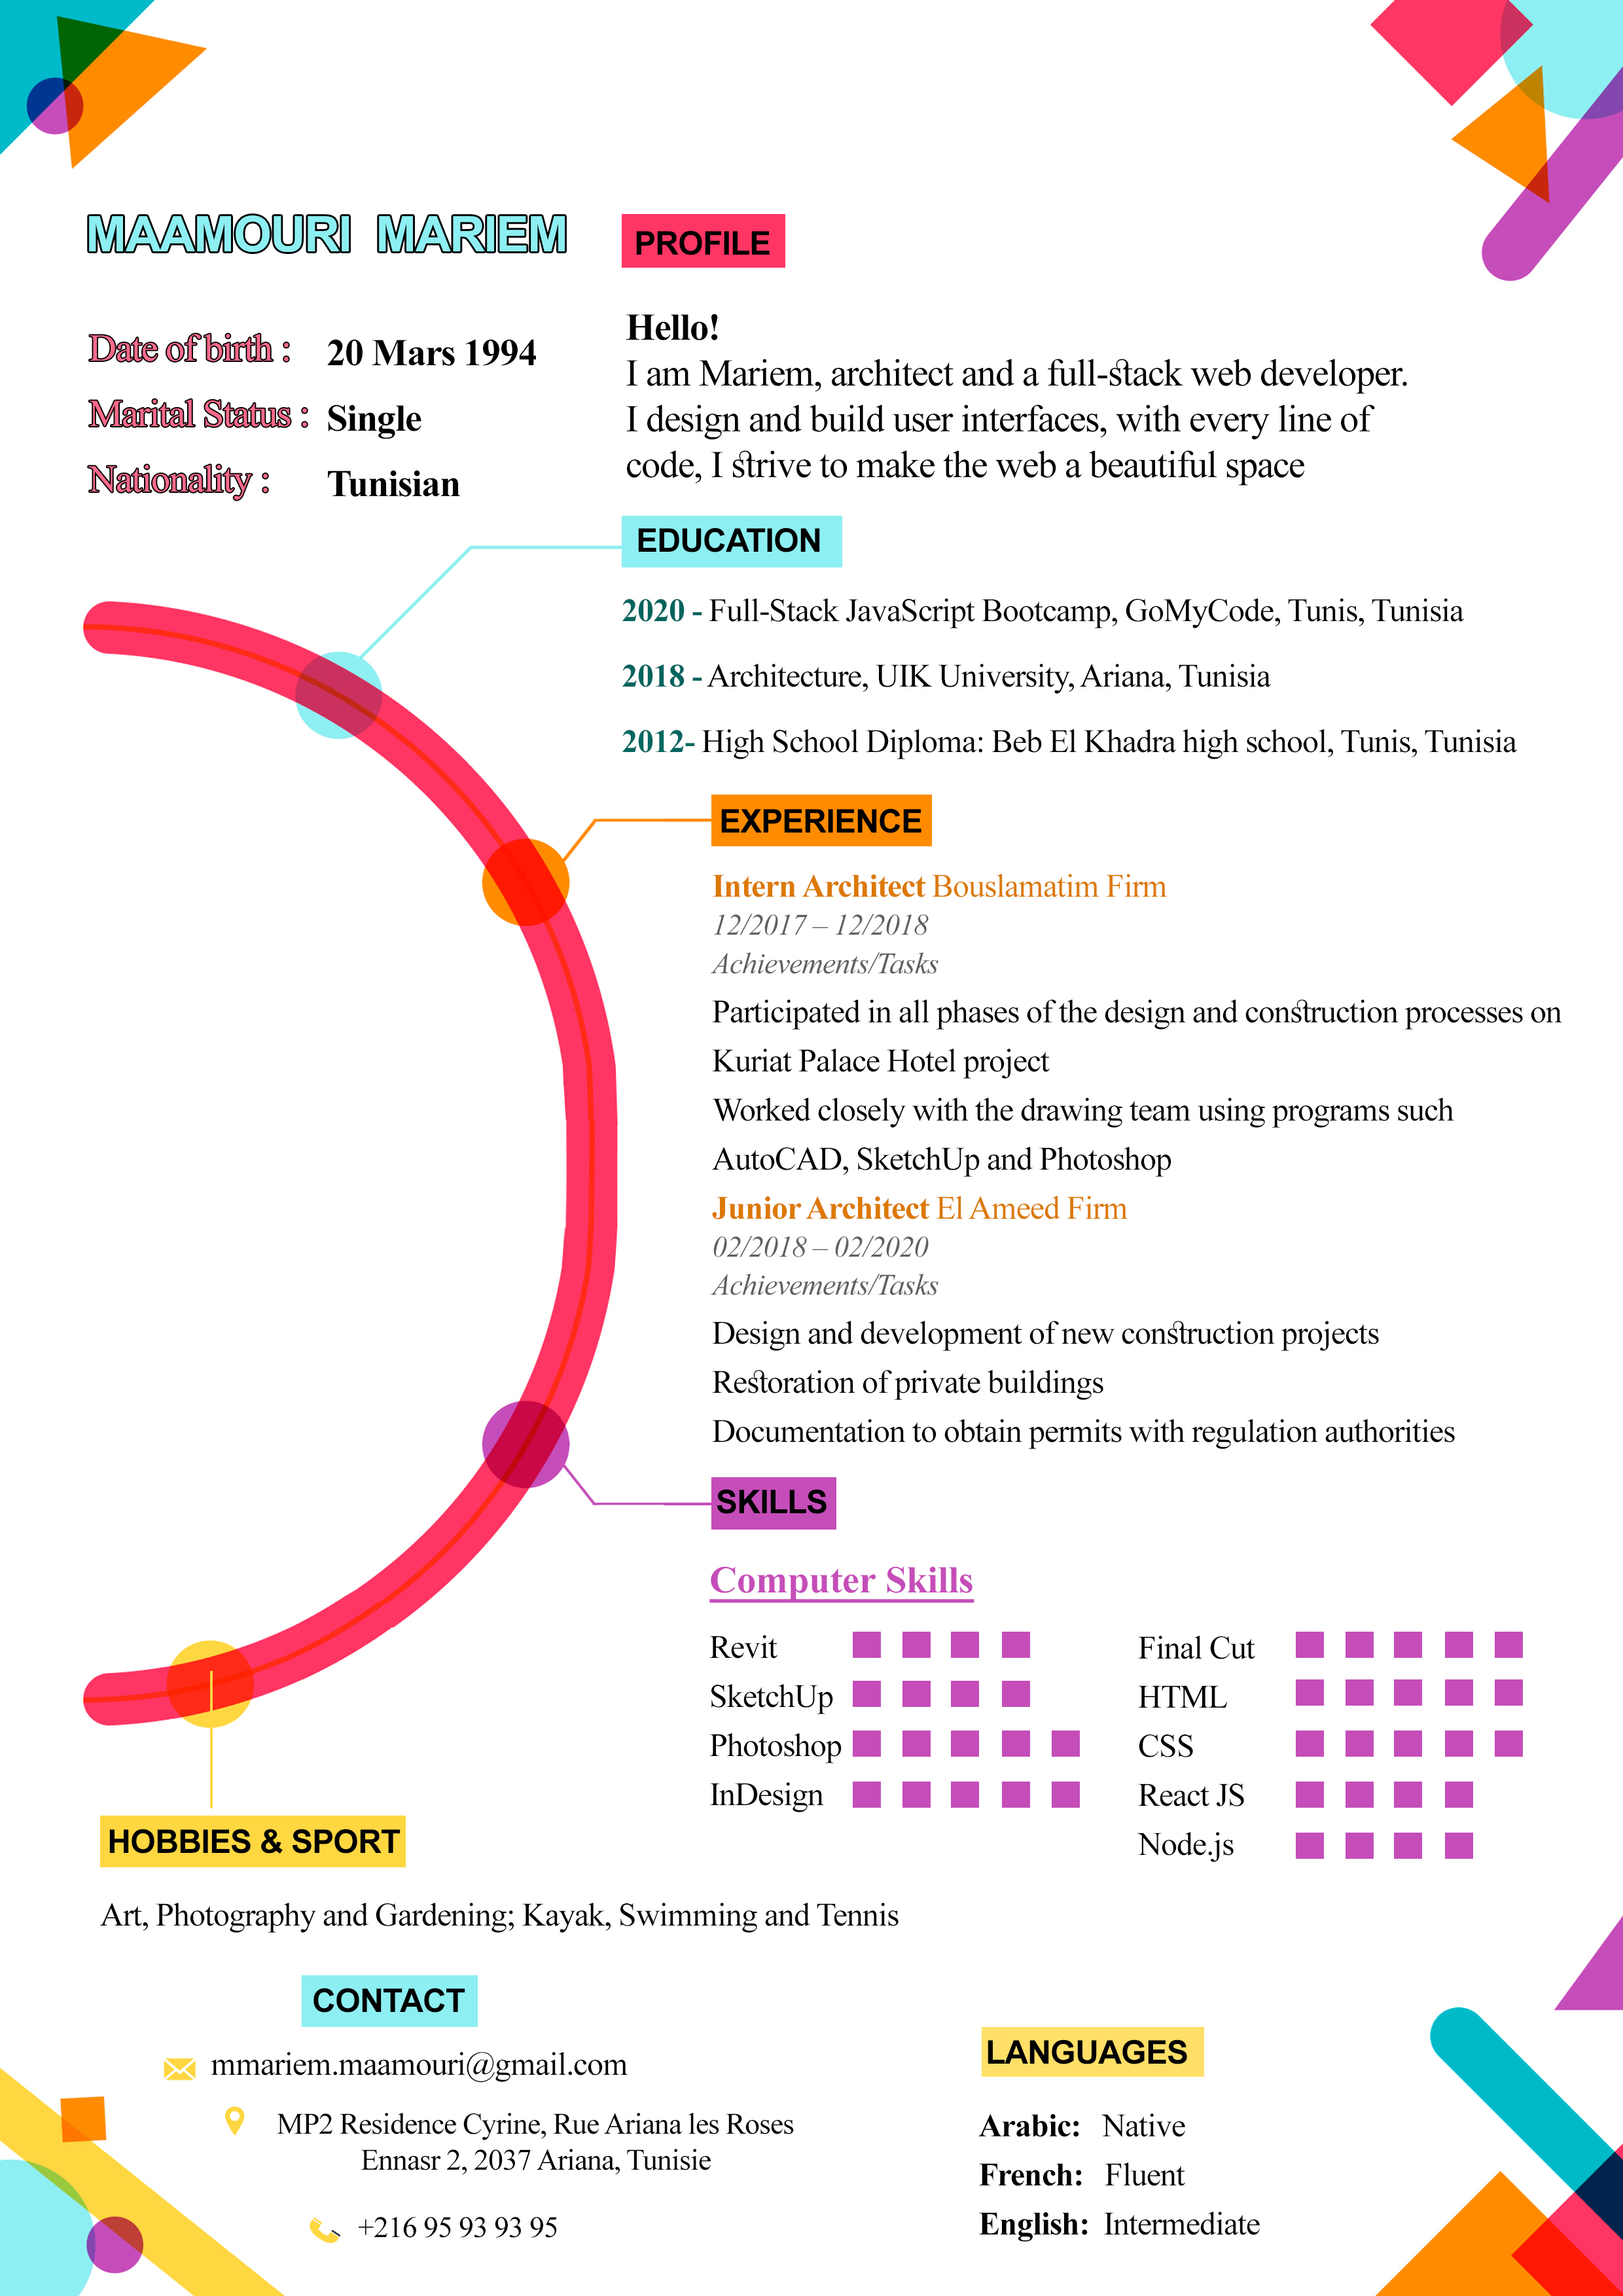 MAAMOURI MARIEM
Date of birth : 20 Mars 1994
Marital Status : Single
Nationality : Tunisian
PROFILE
Hello!
I am Mariem, architect and a full-stack web developer.
I design and build user interfaces, with every line of
code, I strive to make the web a beautiful space
EDUCATION
2020 - Full-Stack JavaScript Bootcamp, GoMyCode, Tunis, Tunisia
2018 - Architecture, UIK University, Ariana, Tunisia
2012- High School Diploma: Beb El Khadra high school, Tunis, Tunisia
EXPERIENCE
Intern Architect Bouslamatim Firm
12/2017 – 12/2018
Achievements/Tasks
Participated in all phases of the design and construction processes on
Kuriat Palace Hotel project
Worked closely with the drawing team using programs such
AutoCAD, SketchUp and Photoshop
Junior Architect El Ameed Firm
02/2018 – 02/2020
Achievements/Tasks
Design and development of new construction projects
Restoration of private buildings
Documentation to obtain permits with regulation authorities
SKILLS
Computer Skills
Revit
SketchUp
Photoshop
InDesign
Final Cut
HTML
CSS
React JS
Node.js
HOBBIES & SPORT
Art, Photography and Gardening; Kayak, Swimming and Tennis
CONTACT
mmariem.maamouri@gmail.com
MP2 Residence Cyrine, Rue Ariana les Roses
Ennasr 2, 2037 Ariana, Tunisie
+216 95 93 93 95
LANGUAGES
Arabic: Native
French: Fluent
English: Intermediate